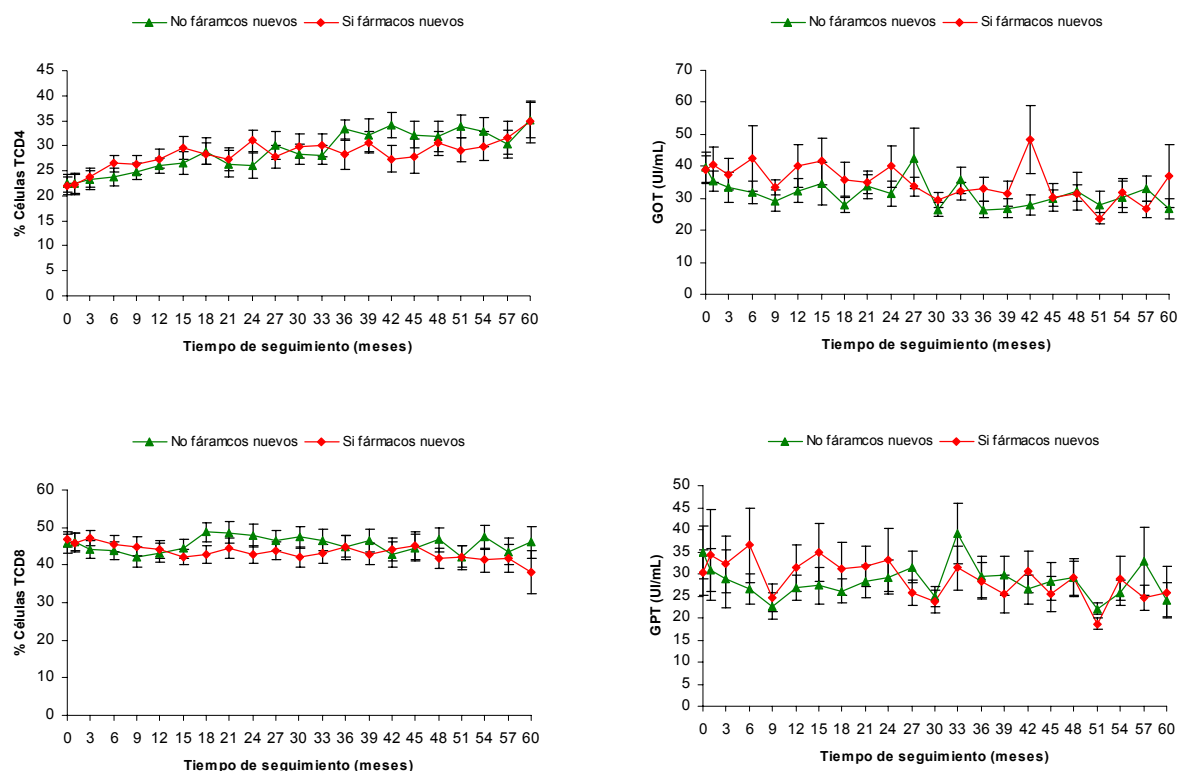 No fáramcos nuevos Si fármacos nuevos
45
40
35
30
25
20
15
10
5
0
% Células TCD4
0 3 6 9 12 15 18 21 24 27 30 33 36 39 42 45 48 51 54 57 60
Tiempo de seguimiento (meses)
No fáramcos nuevos Si fármacos nuevos
70
60
50
40
30
20
10
0
GOT (UI/mL)
0 3 6 9 12 15 18 21 24 27 30 33 36 39 42 45 48 51 54 57 60
Tiempo de seguimiento (meses)
No fáramcos nuevos Si fármacos nuevos
60
50
40
30
20
10
0
% Células TCD8
0 3 6 9 12 15 18 21 24 27 30 33 36 39 42 45 48 51 54 57 60
Tiempo de seguimiento (meses)
No fáramcos nuevos Si fármacos nuevos
50
45
40
35
30
25
20
15
10
5
0
GPT (UI/mL)
0 3 6 9 12 15 18 21 24 27 30 33 36 39 42 45 48 51 54 57 60
Tiempo de seguimiento (meses)